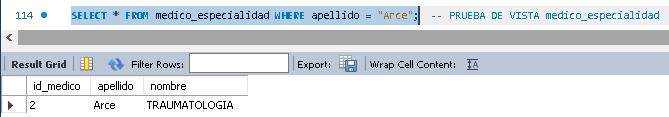 114 SELECT * FROM medico_especialidad WHERE apellido = "Arce"; -- PRUEBA DE VISTA medico_especialidad
Result Grid Filter Rows: Export: Wrap Cell Content:
id_medico apellido nombre
2 Arce TRAUMATOLOGIA